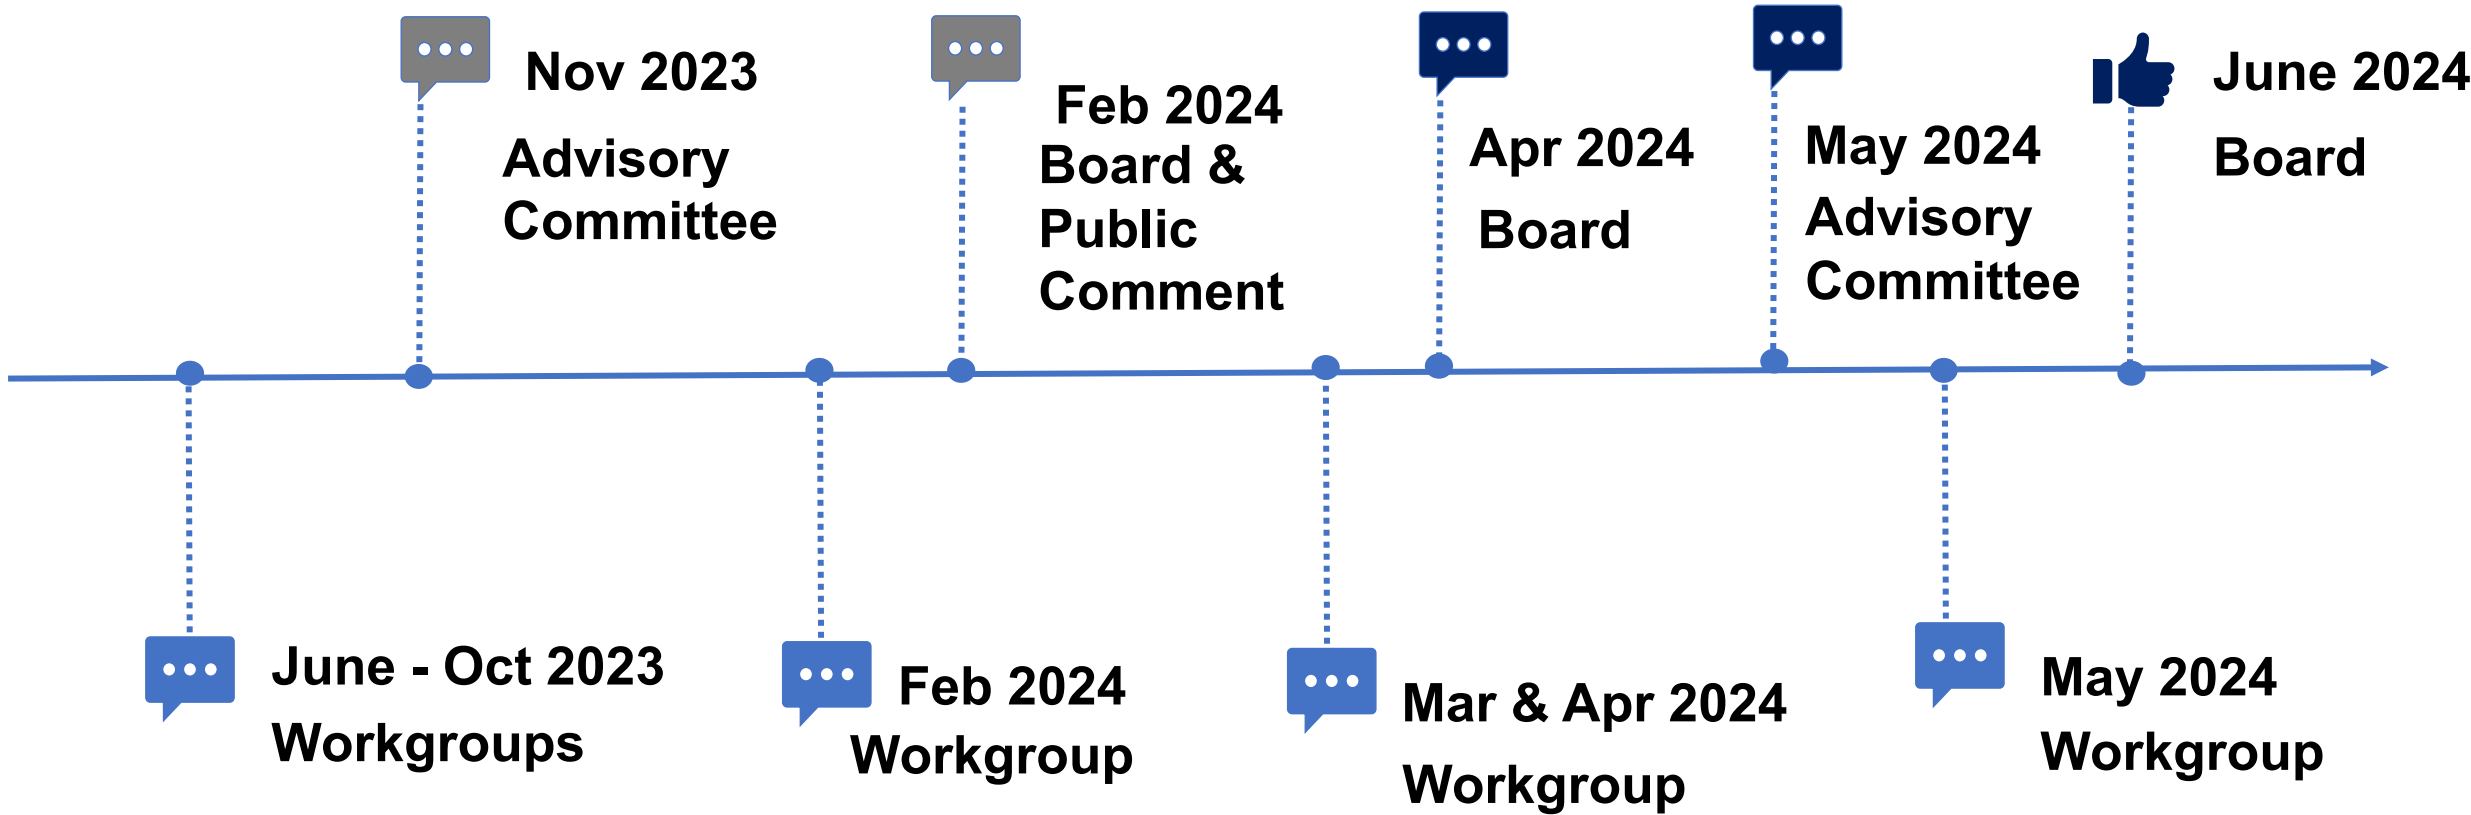 Nov 2023
Advisory
Committee
Feb 2024
Board &
Public
Comment
Apr 2024
Board
May 2024
Advisory
Committee
June 2024
Board
June - Oct 2023
Workgroups
Feb 2024
Workgroup
Mar & Apr 2024
Workgroup
May 2024
Workgroup